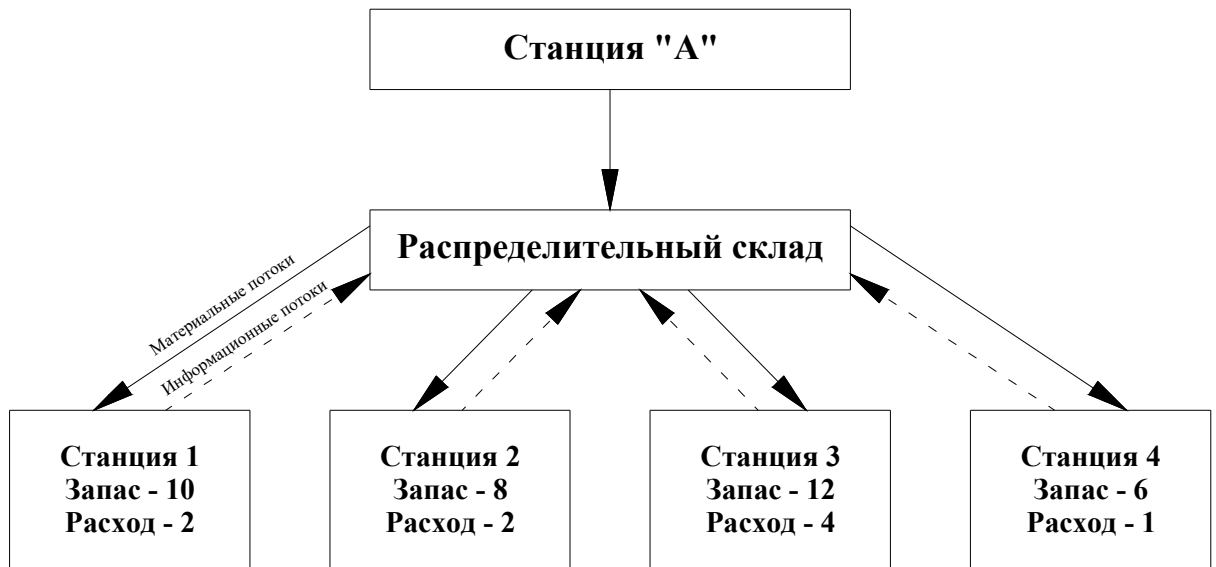 Станция "А"
Распределительный склад
Материальные потоки
Информационные потоки
Станция 1
Запас - 10
Расход - 2
Станция 2
Запас - 8
Расход - 2
Станция 3
Запас - 12
Расход - 4
Станция 4
Запас - 6
Расход - 1